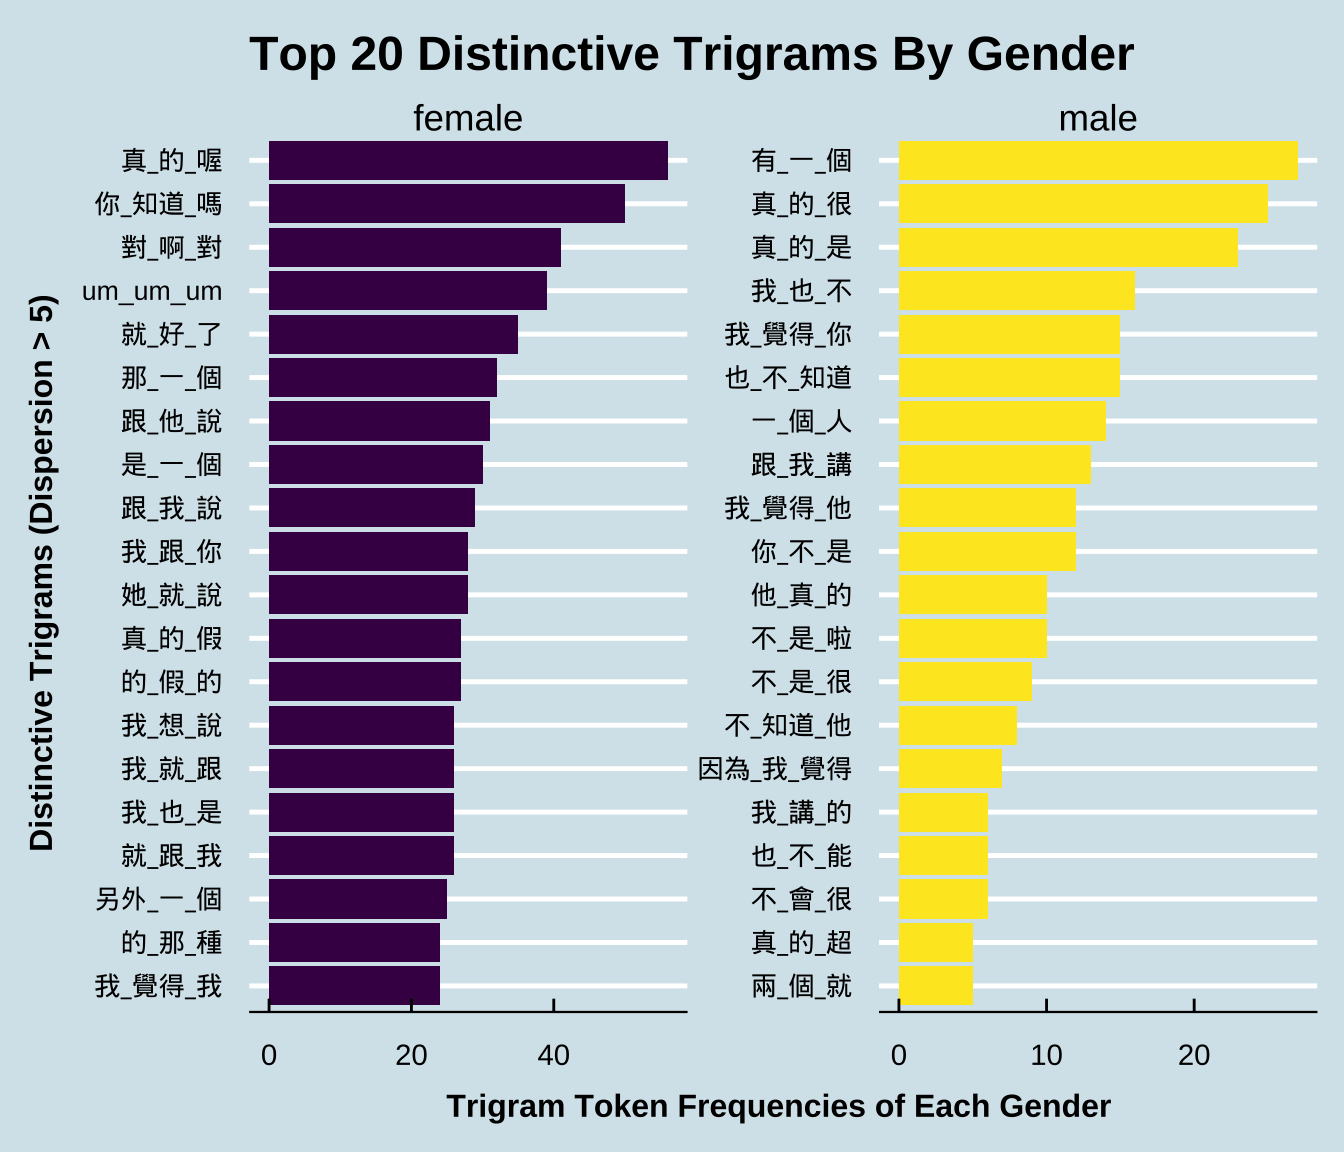 Top 20 Distinctive Trigrams By Gender
female
male
Distinctive Trigrams (Dispersion > 5)
真_的_喔
你_知道_嗎
對_啊_對
um_um_um
就_好_了
那_一_個
跟_他_說
是_一_個
跟_我_說
我_跟_你
她_就_說
真_的_假
的_假_的
我_想_說
我_就_跟
我_也_是
就_跟_我
另外_一_個
的_那_種
我_覺得_我
0 20 40
有_一_個
真_的_很
真_的_是
我_也_不
我_覺得_你
也_不_知道
一_個_人
跟_我_講
我_覺得_他
你_不_是
他_真_的
不_是_啦
不_是_很
不_知道_他
因為_我_覺得
我_講_的
也_不_能
不_會_很
真_的_超
兩_個_就
0 10 20
Trigram Token Frequencies of Each Gender